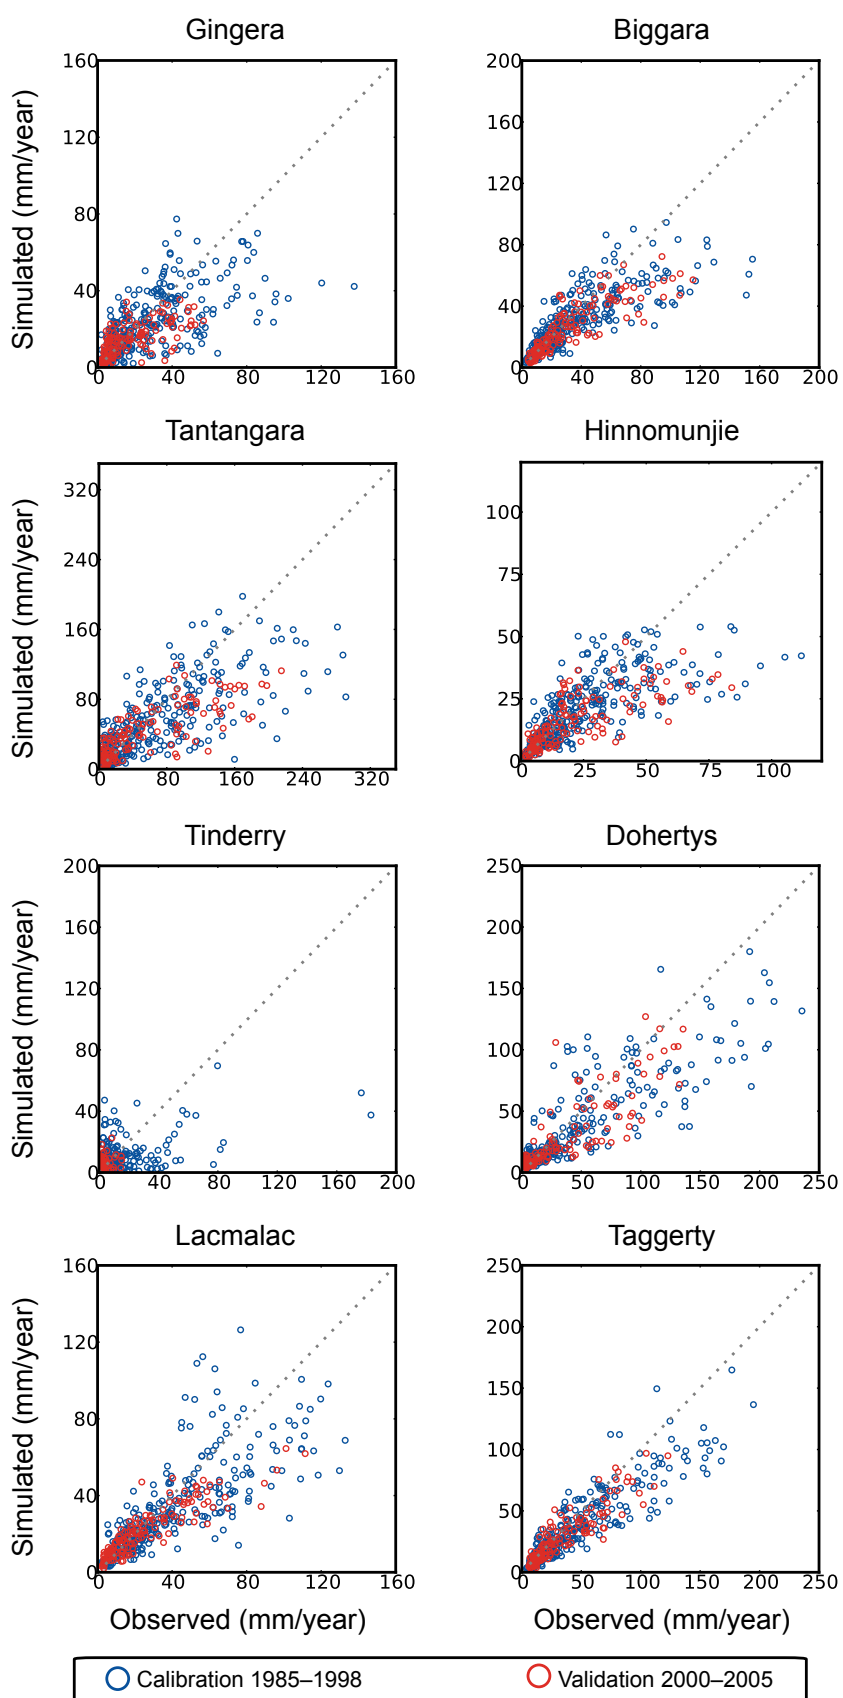 Gingera
Biggara
Simulated (mm/year)
160
120
80
40
0
0 40 80 120 160
200
160
120
80
40
0
0 40 80 120 160 200
Tantangara
Hinnomunjie
Simulated (mm/year)
320
240
160
80
0
0 80 160 240 320
100
75
50
25
0
0 25 50 75 100
Tinderry
Dohertys
Simulated (mm/year)
200
160
120
80
40
0
0 40 80 120 160 200
250
200
150
100
50
0
0 50 100 150 200 250
Lacmalac
Taggerty
Simulated (mm/year)
160
120
80
40
0
0 40 80 120 160
250
200
150
100
50
0
0 50 100 150 200 250
Observed (mm/year)
Observed (mm/year)
Calibration 1985–1998
Validation 2000–2005